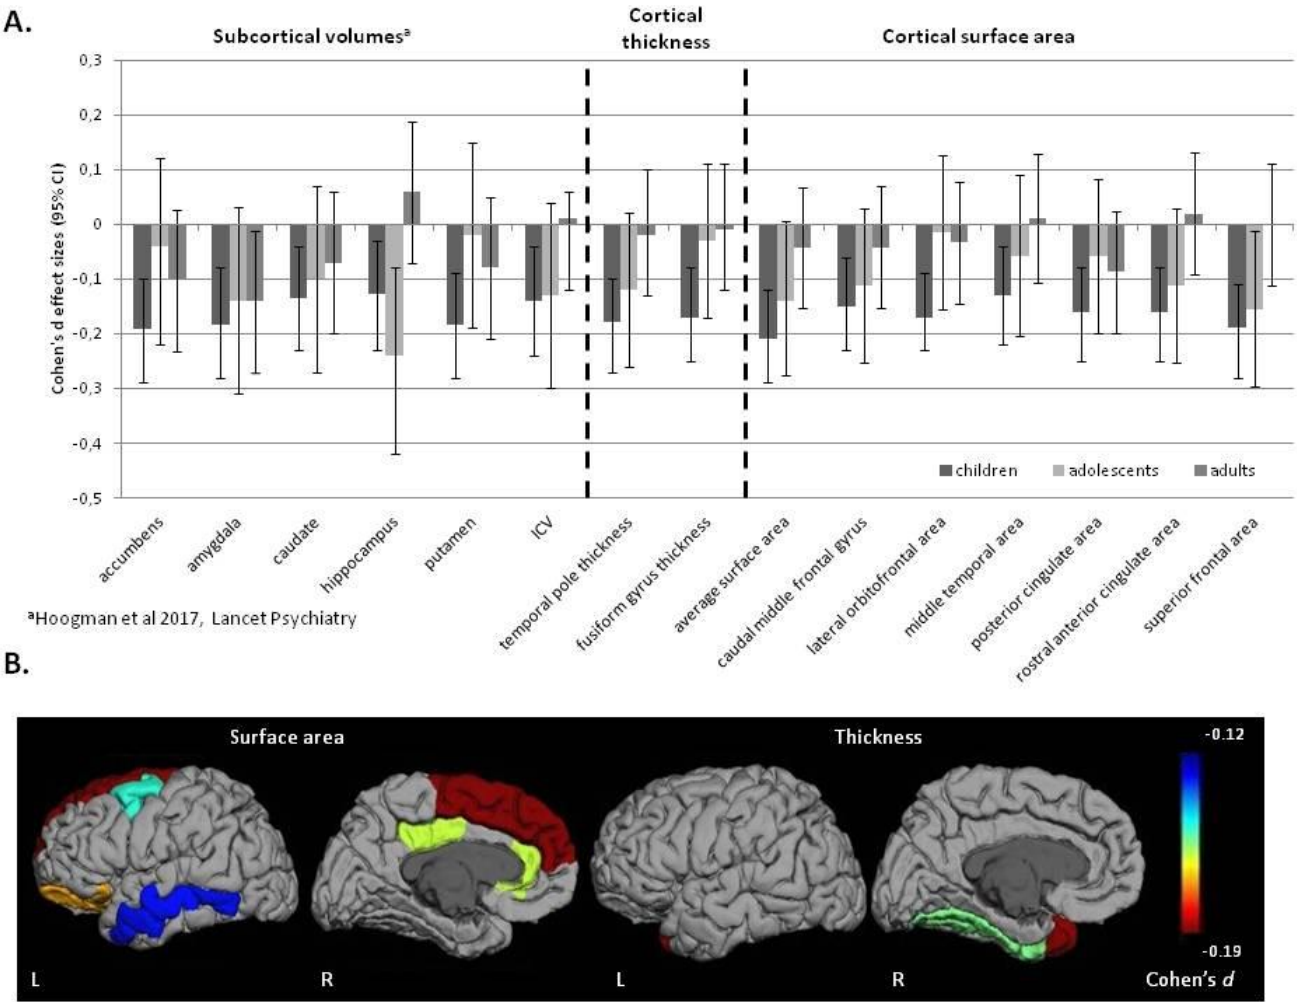 A.
Subcortical volumesᵃ
Cortical
thickness
Cortical surface area
Cohen's d effect sizes (95% CI)
0,3
0,2
0,1
0
-0,1
-0,2
-0,3
-0,4
-0,5
children
adolescents
adults
accumbens
amygdala
caudate
hippocampus
putamen
ICV
temporal pole thickness
fusiform gyrus thickness
average surface area
caudal middle frontal gyrus
lateral orbitofrontal area
middle temporal area
posterior cingulate area
rostral anterior cingulate area
superior frontal area
ᵃHoogman et al 2017, Lancet Psychiatry
B.
Surface area
Thickness
-0.12
-0.19
L
R
L
R
Cohen's d